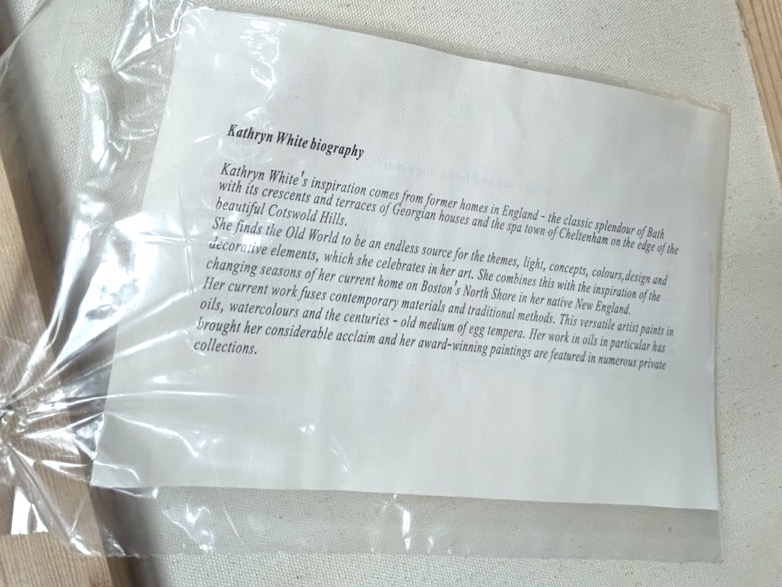 Kathryn White biography
Kathryn White's inspiration comes from former homes in England - the classic splendour of Bath
with its crescents and terraces of Georgian houses and the spa town of Cheltenham on the edge of the
beautiful Cotswold Hills.
She finds the Old World to be an endless source for the themes, light, concepts, colours, design and
decorative elements, which she celebrates in her art. She combines this with the inspiration of the
changing seasons of her current home on Boston's North Shore in her native New England.
Her current work fuses contemporary materials and traditional methods. This versatile artist paints in
oils, watercolours and the centuries - old medium of egg tempera. Her work in oils in particular has
brought her considerable acclaim and her award-winning paintings are featured in numerous private
collections.